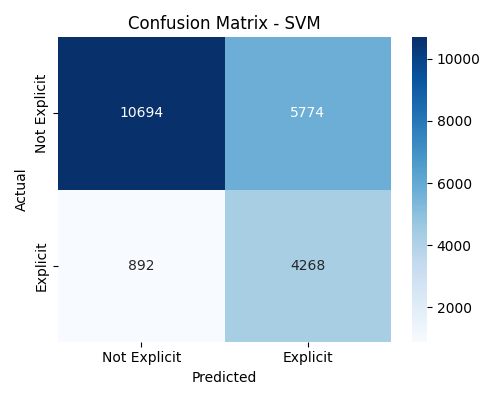 Confusion Matrix - SVM
Actual
Not Explicit
Explicit
10694
5774
892
4268
Not Explicit
Explicit
Predicted
10000
8000
6000
4000
2000